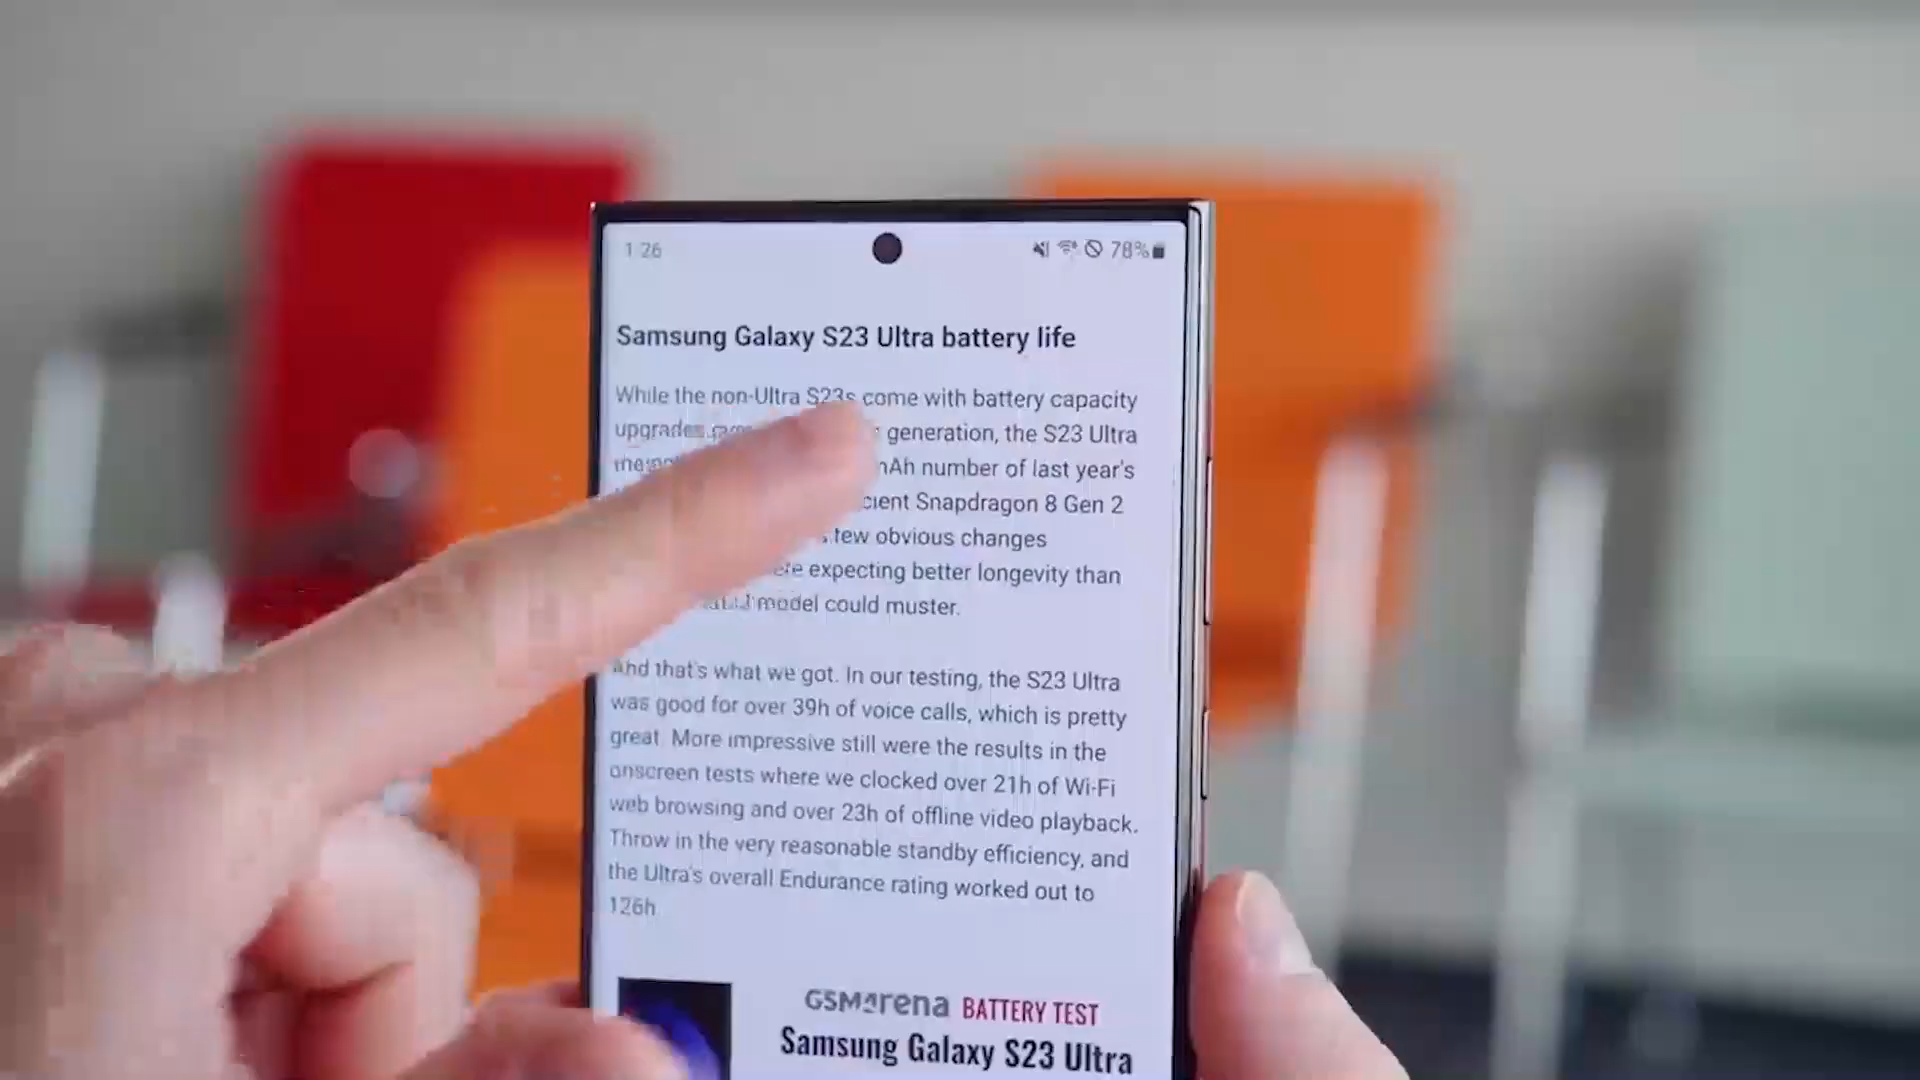 1:26
78%
Samsung Galaxy S23 Ultra battery life
While the non-Ultra S23s come with battery capacity
upgrades generation, the S23 Ultra
number of last year's
Snapdragon 8 Gen 2
few obvious changes
expecting better longevity than
model could muster.
And that's what we got. In our testing, the S23 Ultra
was good for over 39h of voice calls, which is pretty
great. More impressive still were the results in the
onscreen tests where we clocked over 21h of Wi-Fi
web browsing and over 23h of offline video playback.
Throw in the very reasonable standby efficiency, and
the Ultra's overall Endurance rating worked out to
126h
GSMArena BATTERY TEST
Samsung Galaxy S23 Ultra